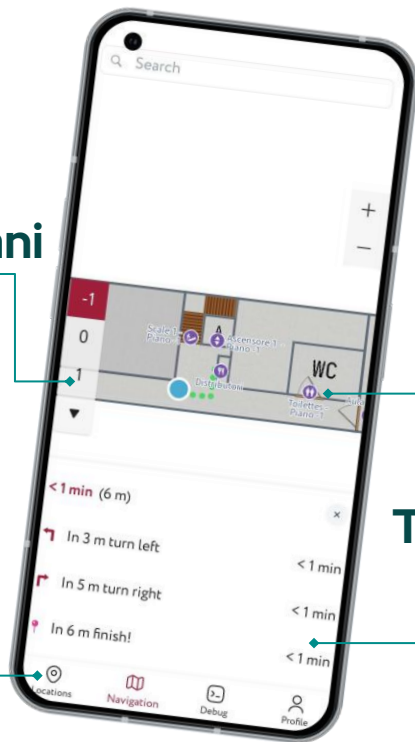 Search
ni
+
−
-1
0
1
Scale 1
Piano
A
Ascensore 1
Piano -1
WC
Distributori
Toilettes
Piano -1
<1 min (6 m)
×
In 3 m turn left
<1 min
T
In 5 m turn right
<1 min
In 6 m finish!
<1 min
Locations
Navigation
Debug
Profile